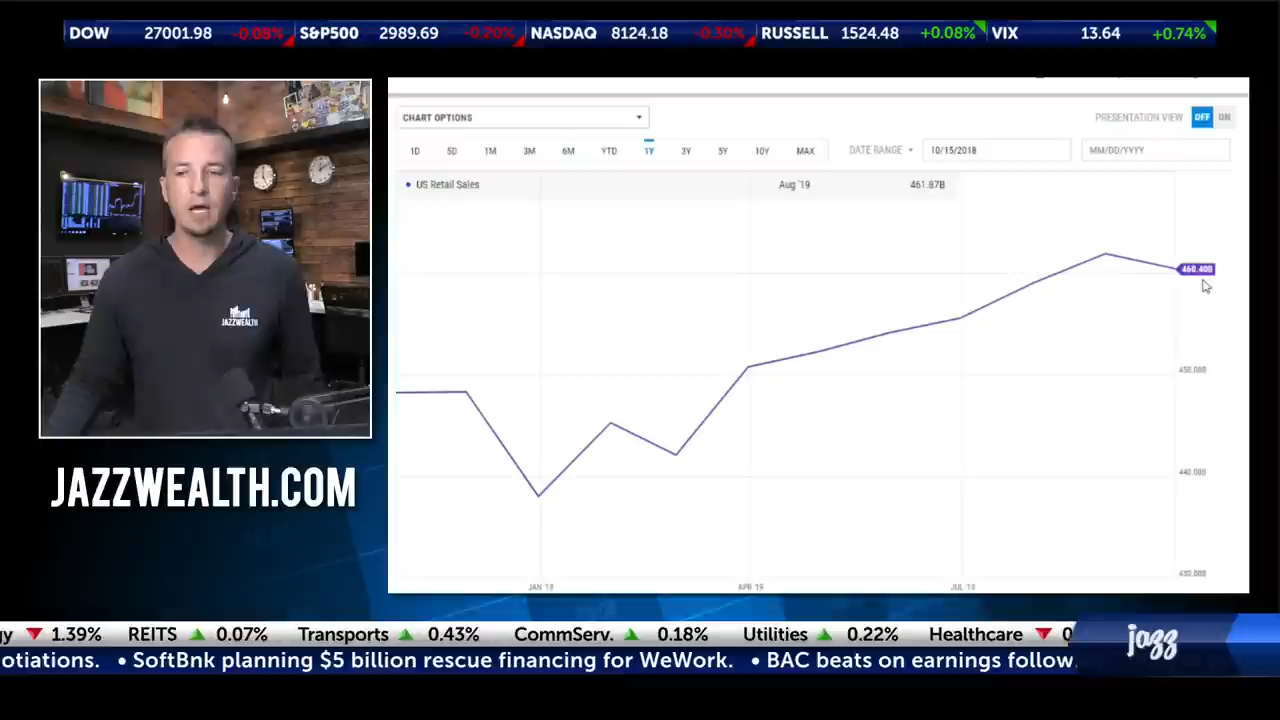 DOW 27001.98 -0.08% S&P500 2989.69 -0.20% NASDAQ 8124.18 -0.30% RUSSELL 1524.48 +0.08% VIX 13.64 +0.74%
CHART OPTIONS
PRESENTATION VIEW OFF ON
1D 5D 1M 3M 6M YTD 1Y 3Y 5Y 10Y MAX DATE RANGE 10/15/2018 MM/DD/YYYY
US Retail Sales Aug '19 461.87B
460.40B
JAZZWEALTH
450.00B
440.00B
JAZZWEALTH.COM
430.00B
JAN '19 APR '19 JUL '19
gy 1.39% REITS 0.07% Transports 0.43% CommServ. 0.18% Utilities 0.22% Healthcare 0
jazz
otiations. • SoftBnk planning $5 billion rescue financing for WeWork. • BAC beats on earnings follow